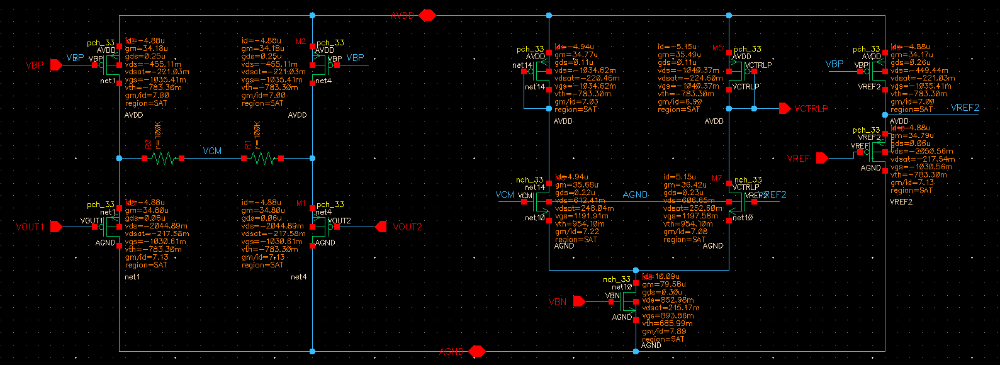 AVDD
pch_33
AVDD
VBP
VBP
VBP
net1
id=-4.88u
gm=34.18u
gds=0.25u
vds=-455.11m
vdsat=-221.03m
vgs=-1035.41m
vth=-783.30m
gm/id=7.00
region=SAT
AVDD
id=-4.88u
gm=34.18u
gds=0.25u
vds=-455.11m
vdsat=-221.03m
vgs=-1035.41m
vth=-783.30m
gm/id=7.00
region=SAT
AVDD
M2
pch_33
AVDD
VBP
VBP
net4
R0
r=100K
VCM
R1
r=100K
pch_33
net1
VOUT1
VOUT1
AGND
id=-4.88u
gm=34.80u
gds=0.06u
vds=-2044.89m
vdsat=-217.58m
vgs=-1030.61m
vth=-783.30m
gm/id=7.13
region=SAT
net1
id=-4.88u
gm=34.80u
gds=0.06u
vds=-2044.89m
vdsat=-217.58m
vgs=-1030.61m
vth=-783.30m
gm/id=7.13
region=SAT
net4
M1
pch_33
net4
VOUT2
VOUT2
AGND
pch_33
AVDD
net14
net14
id=-4.94u
gm=34.77u
gds=0.11u
vds=-1034.62m
vdsat=-220.46m
vgs=-1034.62m
vth=-783.30m
gm/id=7.03
region=SAT
AVDD
id=-5.15u
gm=35.49u
gds=0.11u
vds=-1040.37m
vdsat=-224.60m
vgs=-1040.37m
vth=-783.30m
gm/id=6.90
region=SAT
AVDD
M5
pch_33
AVDD
VCTRLP
VCTRLP
VCTRLP
pch_33
AVDD
VBP
VBP
VREF2
id=-4.88u
gm=34.17u
gds=0.26u
vds=-449.44m
vdsat=-221.03m
vgs=-1035.41m
vth=-783.30m
gm/id=7.00
region=SAT
AVDD
VREF2
pch_33
VREF2
VREF
VREF
AGND
M10
id=-4.88u
gm=34.79u
gds=0.06u
vds=-2050.56m
vdsat=-217.54m
vgs=-1030.56m
vth=-783.30m
gm/id=7.13
region=SAT
VREF2
nch_33
net14
VCM
VCM
net10
id=4.94u
gm=35.68u
gds=0.22u
vds=612.41m
vdsat=248.04m
vgs=1191.91m
vth=954.10m
gm/id=7.22
region=SAT
AGND
AGND
id=5.15u
gm=36.42u
gds=0.23u
vds=606.65m
vdsat=252.60m
vgs=1197.58m
vth=954.10m
gm/id=7.08
region=SAT
AGND
M7
nch_33
VCTRLP
VREF2
VREF2
net10
nch_33
net10
VBN
VBN
AGND
id=10.09u
gm=79.56u
gds=0.30u
vds=852.98m
vdsat=215.17m
vgs=893.86m
vth=685.99m
gm/id=7.89
region=SAT
AGND
AGND